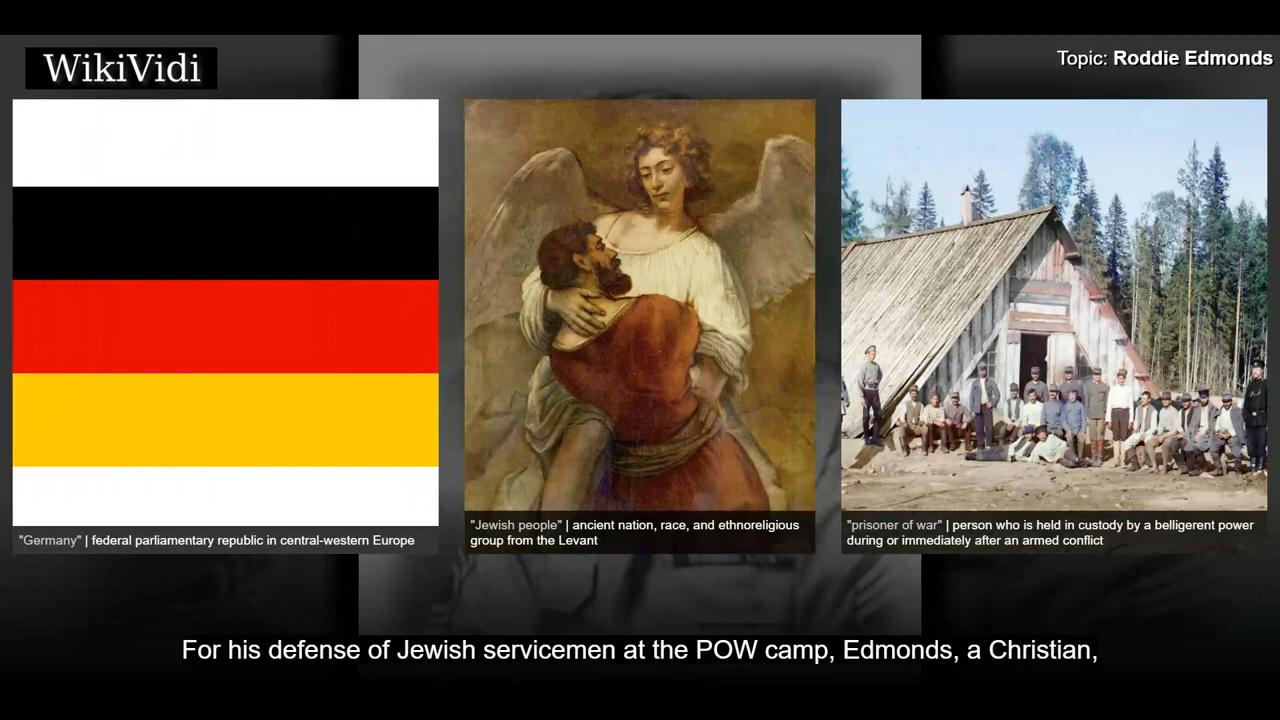 WikiVidi
Topic: Roddie Edmonds
"Germany" | federal parliamentary republic in central-western Europe
"Jewish people" | ancient nation, race, and ethnoreligious
group from the Levant
"prisoner of war" | person who is held in custody by a belligerent power
during or immediately after an armed conflict
For his defense of Jewish servicemen at the POW camp, Edmonds, a Christian,